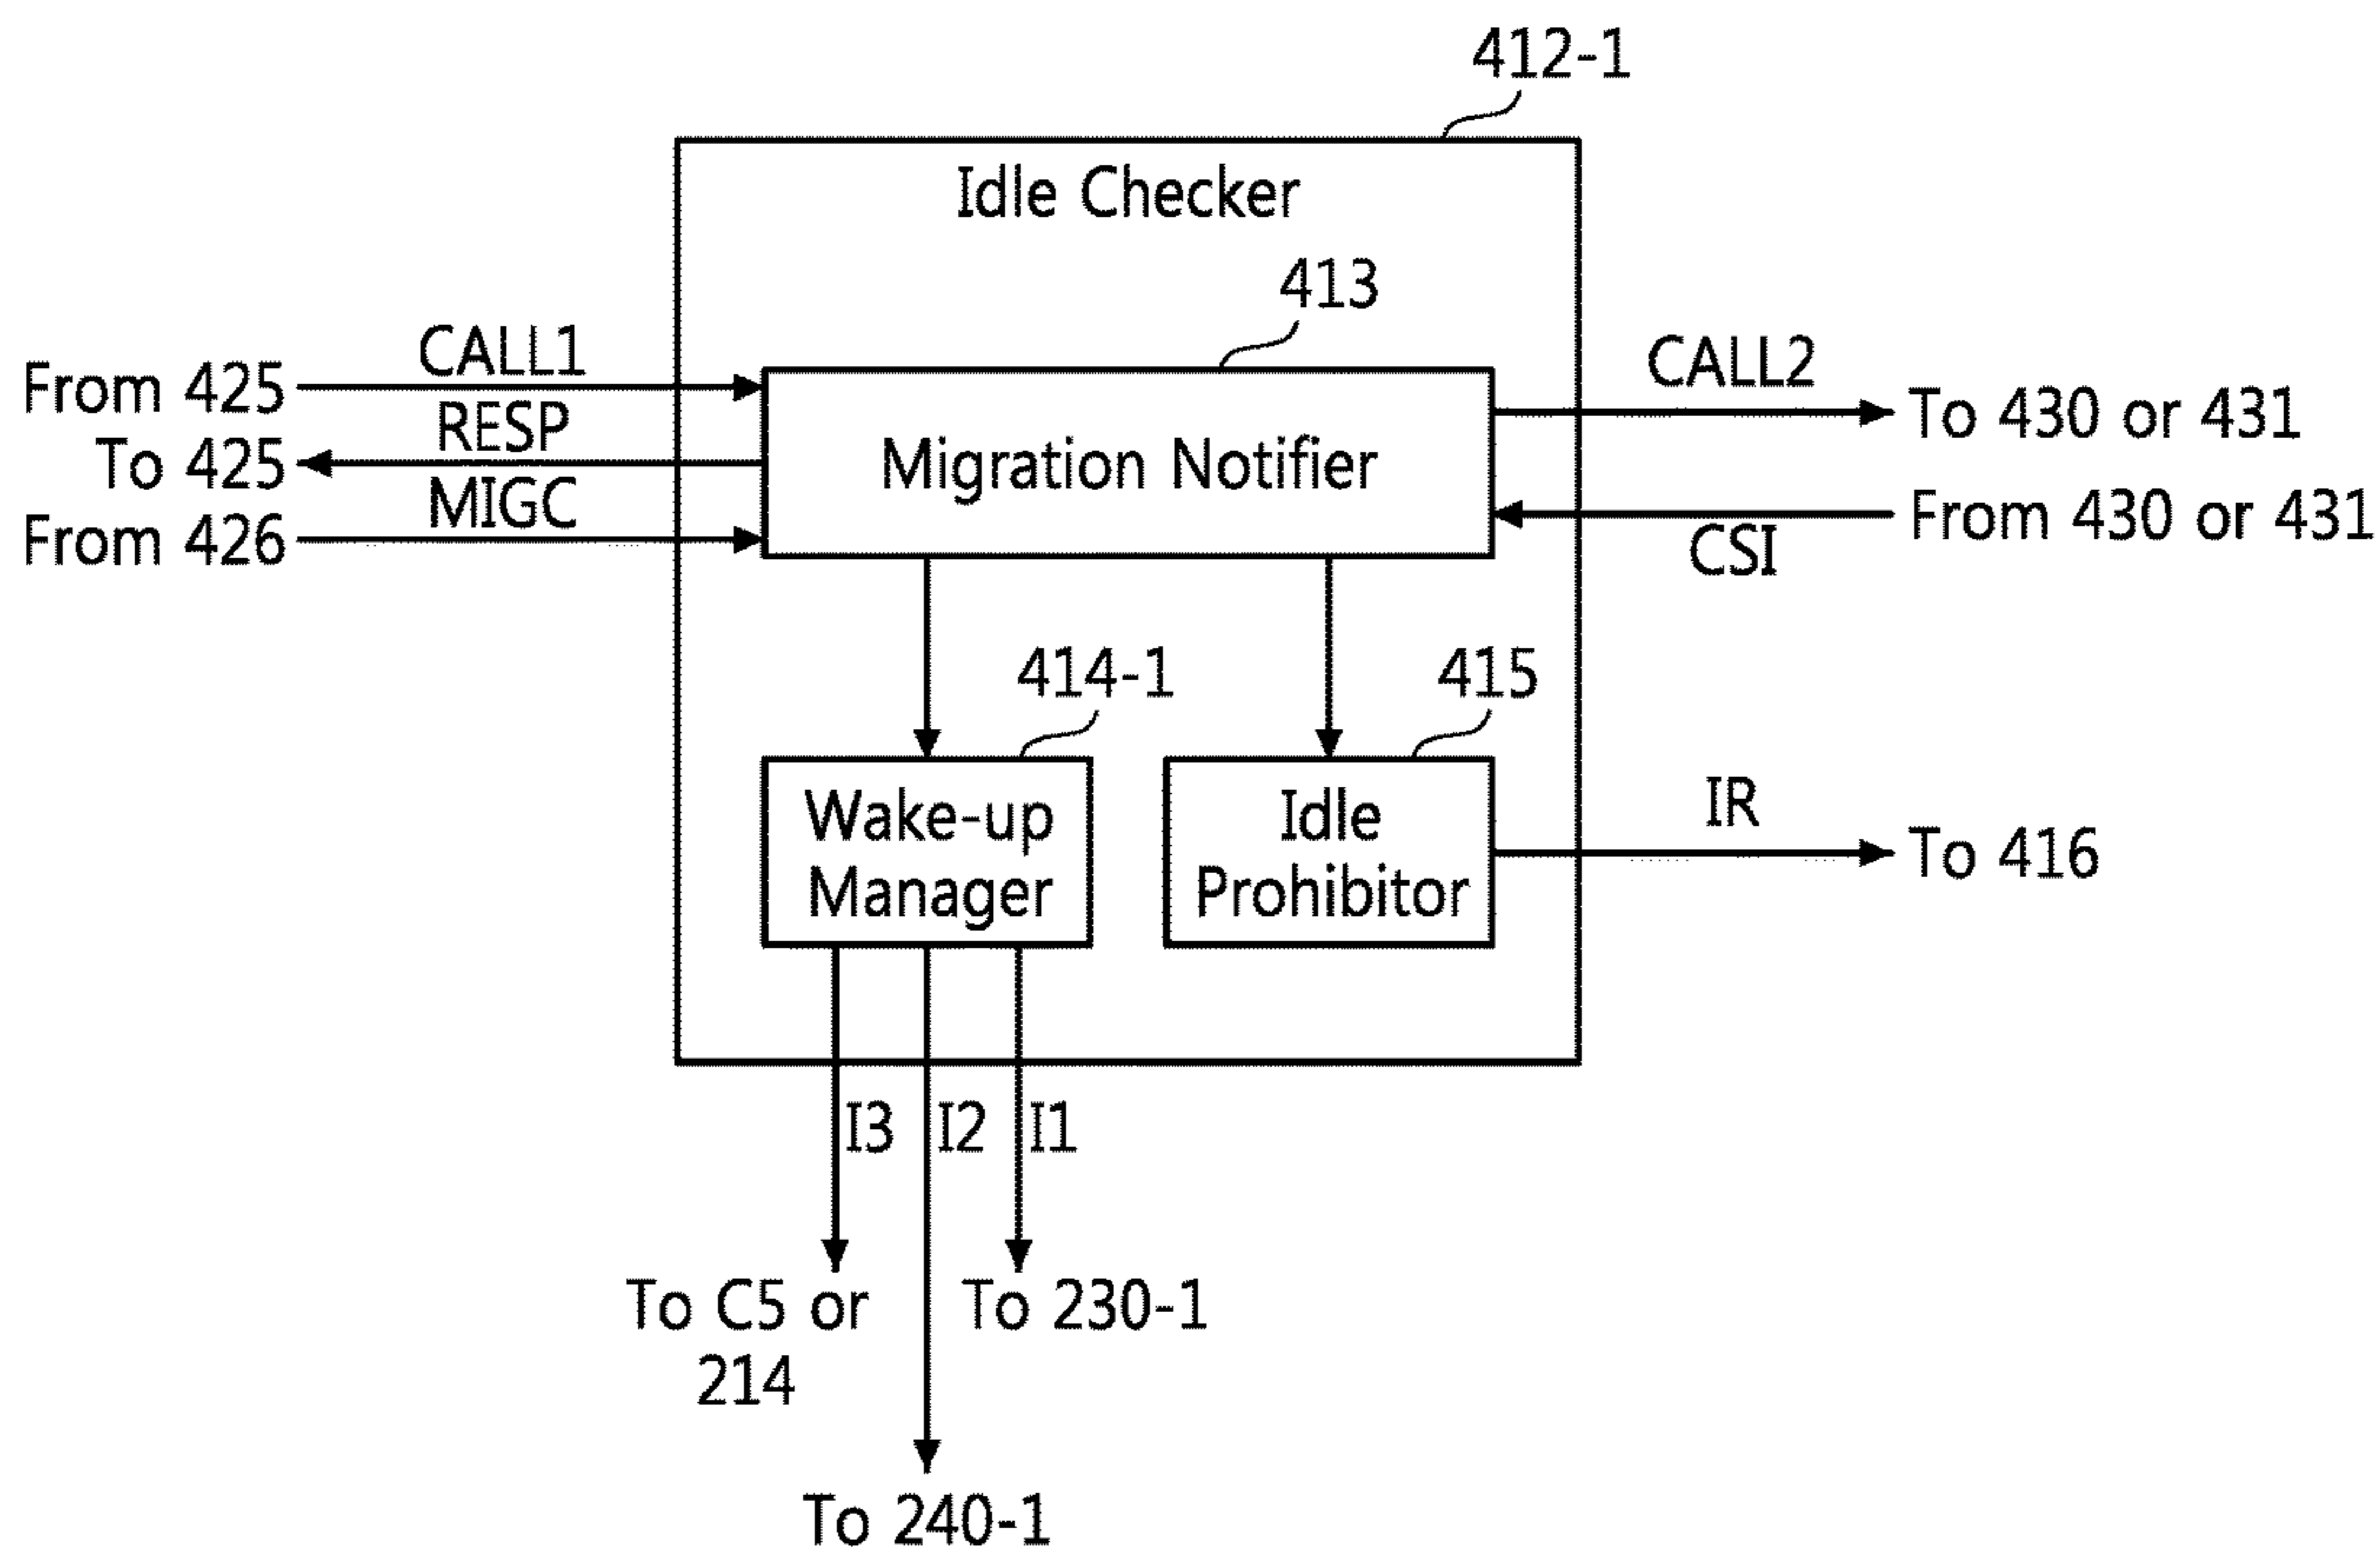 412-1
Idle Checker
413
CALL1
From 425
RESP
To 425
MIGC
From 426
Migration Notifier
CALL2
To 430 or 431
From 430 or 431
CSI
414-1
415
Wake-up
Manager
Idle
Prohibitor
IR
To 416
I3
I2
I1
To C5 or
214
To 230-1
To 240-1